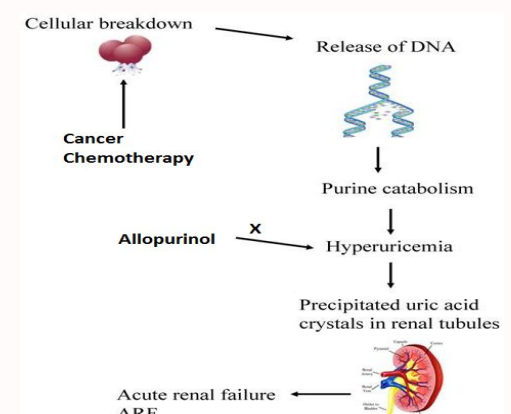 Cellular breakdown
Release of DNA
Cancer
Chemotherapy
Purine catabolism
Allopurinol
X
Hyperuricemia
Precipitated uric acid
crystals in renal tubules
Acute renal failure
ARF